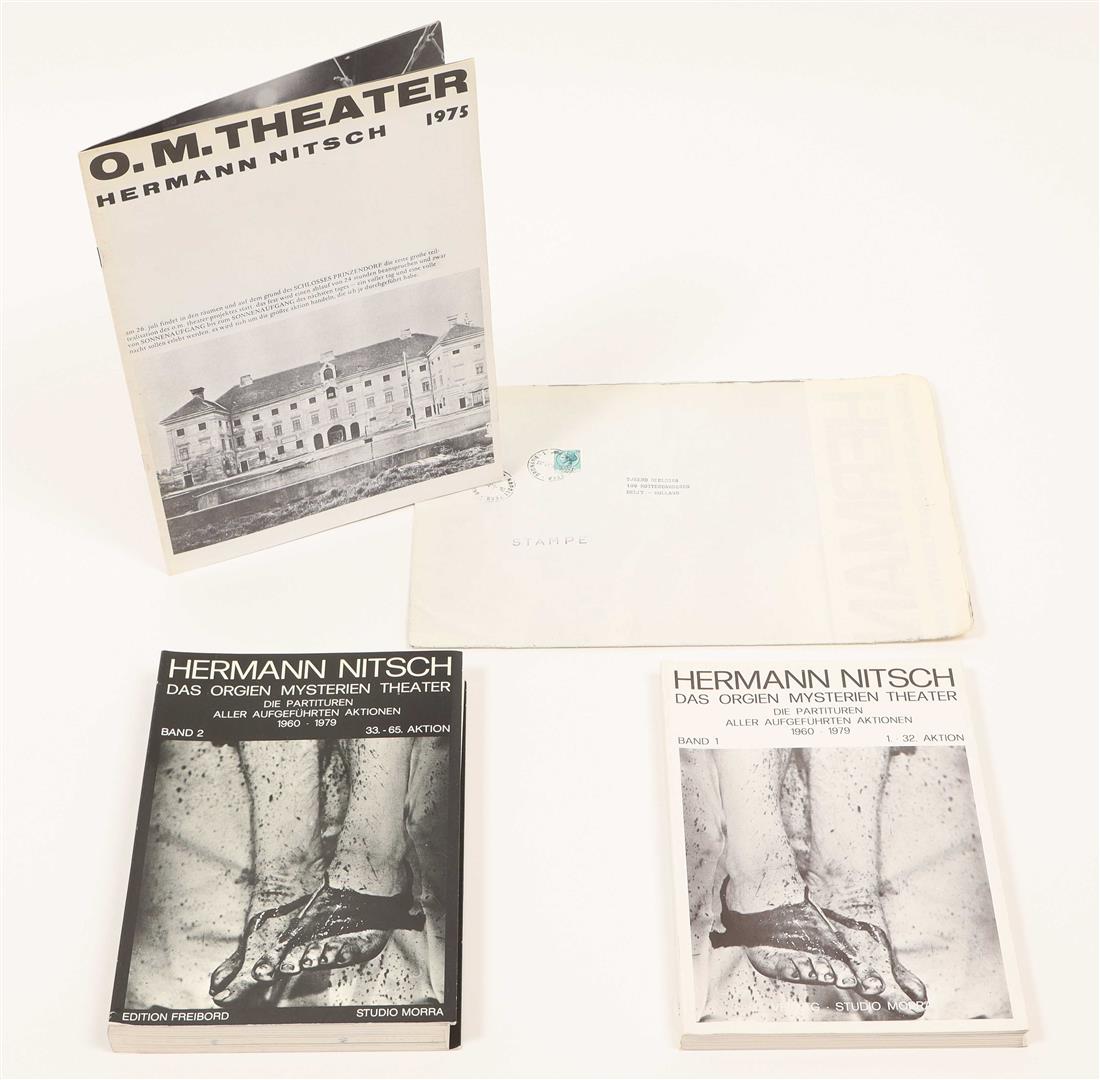 O. M. THEATER
HERMANN NITSCH 1975
am 26. juli findet in den räumen und auf dem grund des SCHLOSSES PRINZENDORF die erste große teil-
realisation des o.m. theater-projektes statt. das fest wird einen ablauf von 24 stunden beanspruchen und zwar
von SONNENAUFGANG bis zum SONNENAUFGANG des nächsten tages – ein voller tag und eine volle
nacht sollen erlebt werden. es wird sich um die größte aktion handeln, die ich je durchgeführt habe.
TJEERD DEELSTRA
DELFT - HOLLAND
STAMPE
HERMANN
HERMANN NITSCH
DAS ORGIEN MYSTERIEN THEATER
DIE PARTITUREN
ALLER AUFGEFÜHRTEN AKTIONEN
1960 · 1979
BAND 2 33.-65. AKTION
EDITION FREIBORD STUDIO MORRA
HERMANN NITSCH
DAS ORGIEN MYSTERIEN THEATER
DIE PARTITUREN
ALLER AUFGEFÜHRTEN AKTIONEN
1960 · 1979
BAND 1 1. - 32. AKTION
STUDIO MORRA